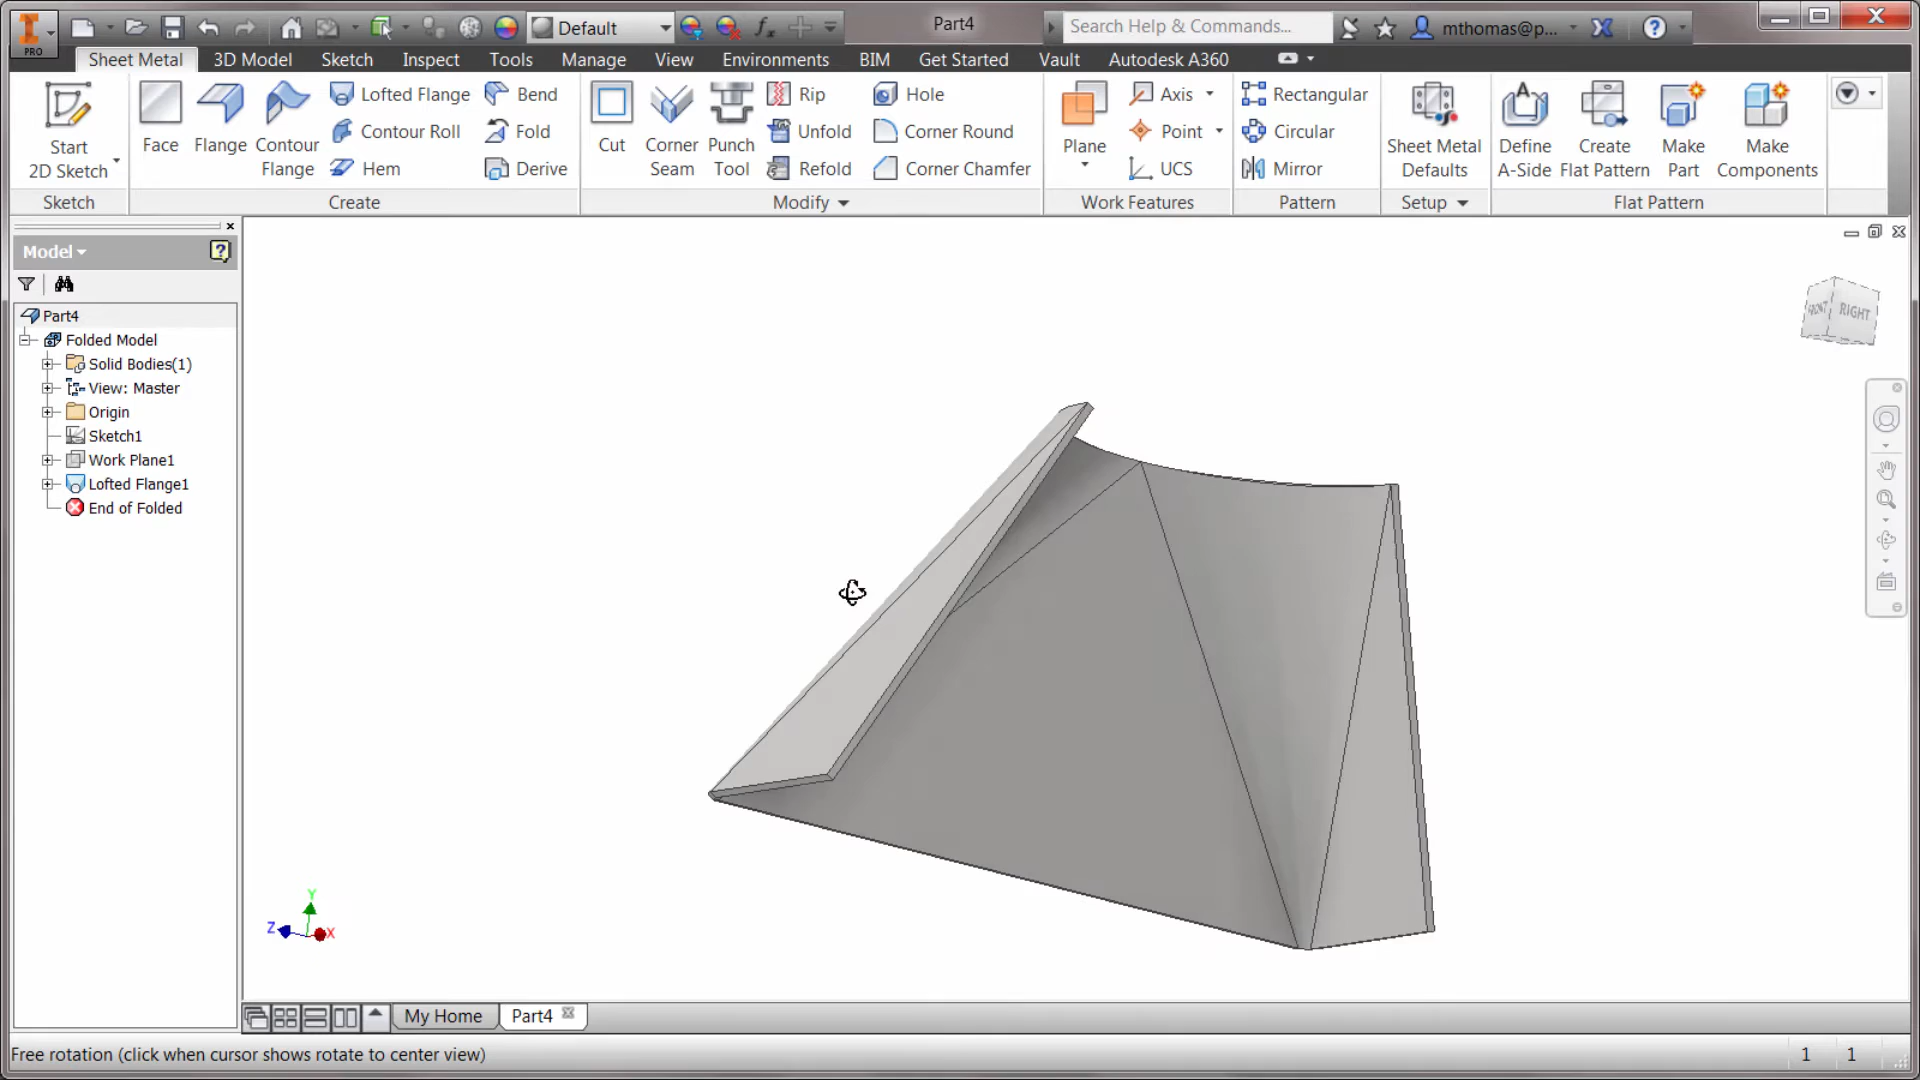 PRO
Default
Part4
Search Help & Commands...
mthomas@p...
Sheet Metal
3D Model
Sketch
Inspect
Tools
Manage
View
Environments
BIM
Get Started
Vault
Autodesk A360
Start
2D Sketch
Face
Flange
Contour
Flange
Lofted Flange
Contour Roll
Hem
Bend
Fold
Derive
Cut
Corner
Seam
Punch
Tool
Rip
Unfold
Refold
Hole
Corner Round
Corner Chamfer
Plane
Axis
Point
UCS
Rectangular
Circular
Mirror
Sheet Metal
Defaults
Define
A-Side
Create
Flat Pattern
Make
Part
Make
Components
Sketch
Create
Modify
Work Features
Pattern
Setup
Flat Pattern
Model
Part4
Folded Model
Solid Bodies(1)
View: Master
Origin
Sketch1
Work Plane1
Lofted Flange1
End of Folded
FRONT
RIGHT
Y
Z
X
My Home
Part4
Free rotation (click when cursor shows rotate to center view)
1
1